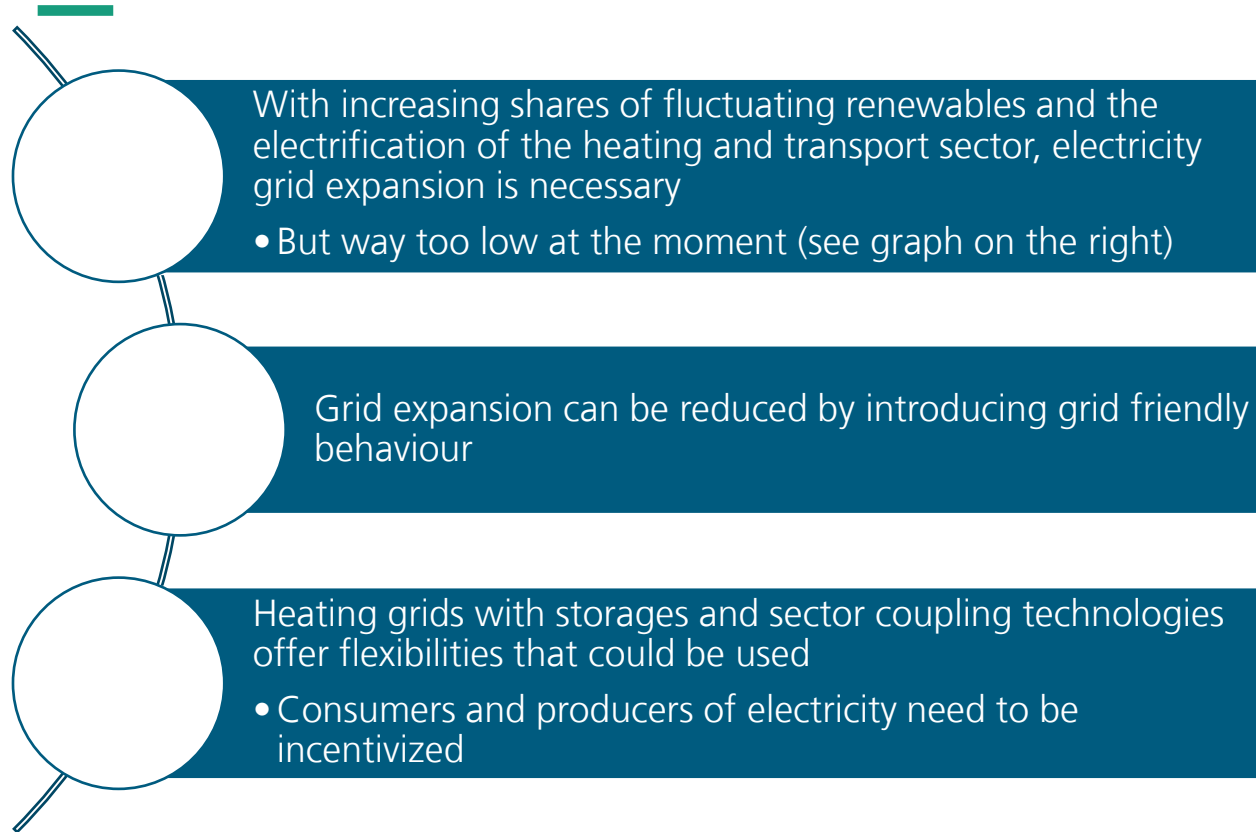 With increasing shares of fluctuating renewables and the
electrification of the heating and transport sector, electricity
grid expansion is necessary
• But way too low at the moment (see graph on the right)
Grid expansion can be reduced by introducing grid friendly
behaviour
Heating grids with storages and sector coupling technologies
offer flexibilities that could be used
• Consumers and producers of electricity need to be
incentivized